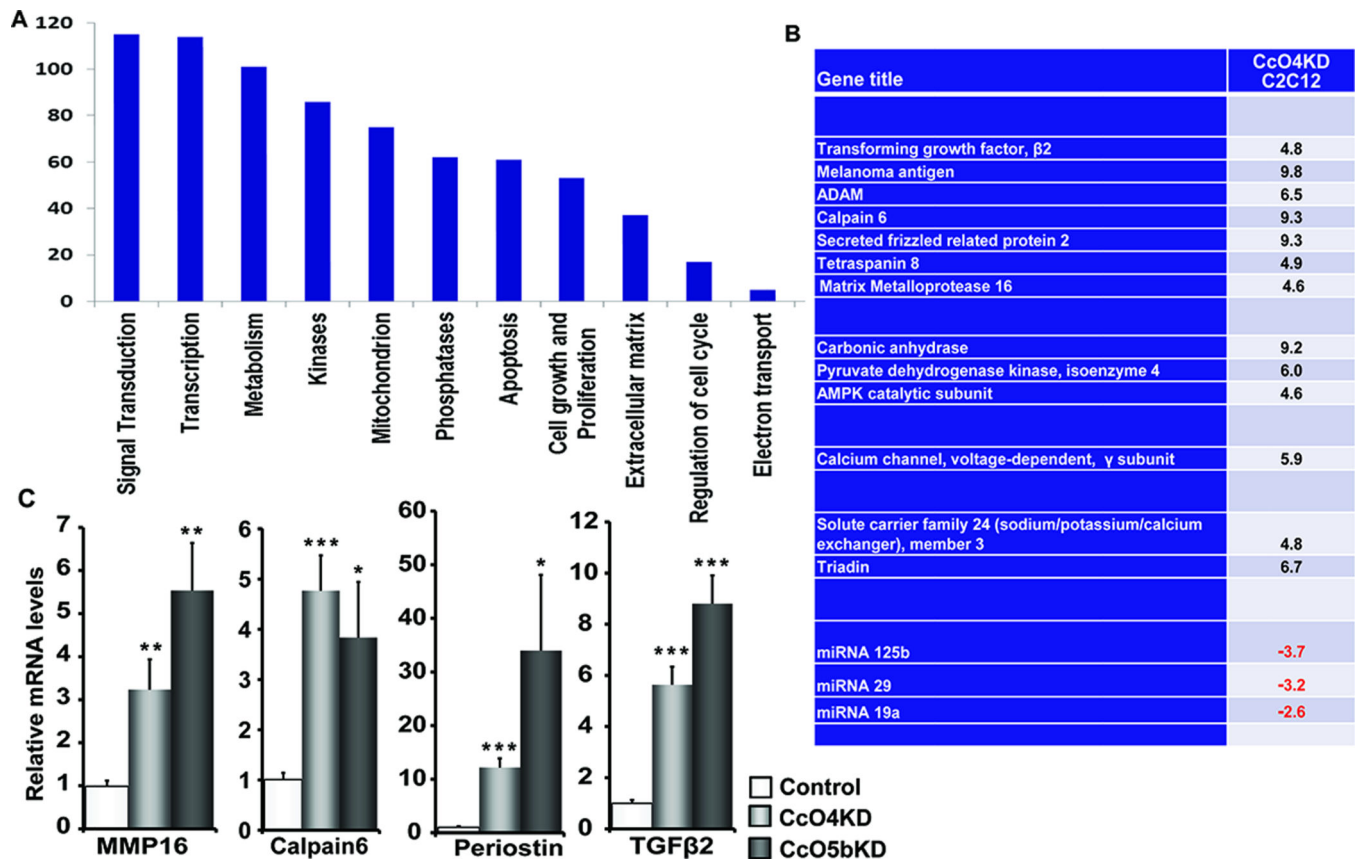 A
120
100
80
60
40
20
0
Signal Transduction
Transcription
Metabolism
Kinases
Mitochondrion
Phosphatases
Apoptosis
Cell growth and
Proliferation
Extracellular matrix
Regulation of cell cycle
Electron transport
B
Gene title CcO4KD
C2C12
Transforming growth factor, β2 4.8
Melanoma antigen 9.8
ADAM 6.5
Calpain 6 9.3
Secreted frizzled related protein 2 9.3
Tetraspanin 8 4.9
Matrix Metalloprotease 16 4.6
Carbonic anhydrase 9.2
Pyruvate dehydrogenase kinase, isoenzyme 4 6.0
AMPK catalytic subunit 4.6
Calcium channel, voltage-dependent, γ subunit 5.9
Solute carrier family 24 (sodium/potassium/calcium
exchanger), member 3 4.8
Triadin 6.7
miRNA 125b -3.7
miRNA 29 -3.2
miRNA 19a -2.6
C
Relative mRNA levels
7
6
5
4
3
2
1
0
**
**
MMP16
6
5
4
3
2
1
0
***
*
Calpain6
60
50
40
30
20
10
0
***
*
Periostin
12
10
8
6
4
2
0
***
***
TGFβ2
Control
CcO4KD
CcO5bKD